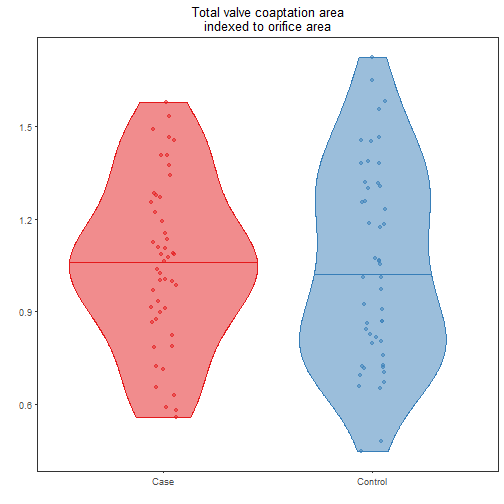 Total valve coaptation area
indexed to orifice area
1.5
1.2
0.9
0.6
Case
Control